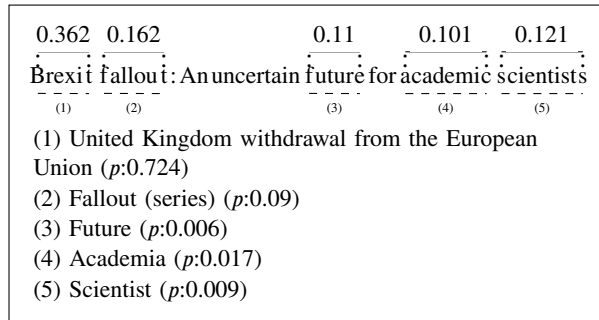 0.362 0.162 0.11 0.101 0.121
Brexit fallout: An uncertain future for academic scientists
(1) (2) (3) (4) (5)
(1) United Kingdom withdrawal from the European
Union (p:0.724)
(2) Fallout (series) (p:0.09)
(3) Future (p:0.006)
(4) Academia (p:0.017)
(5) Scientist (p:0.009)